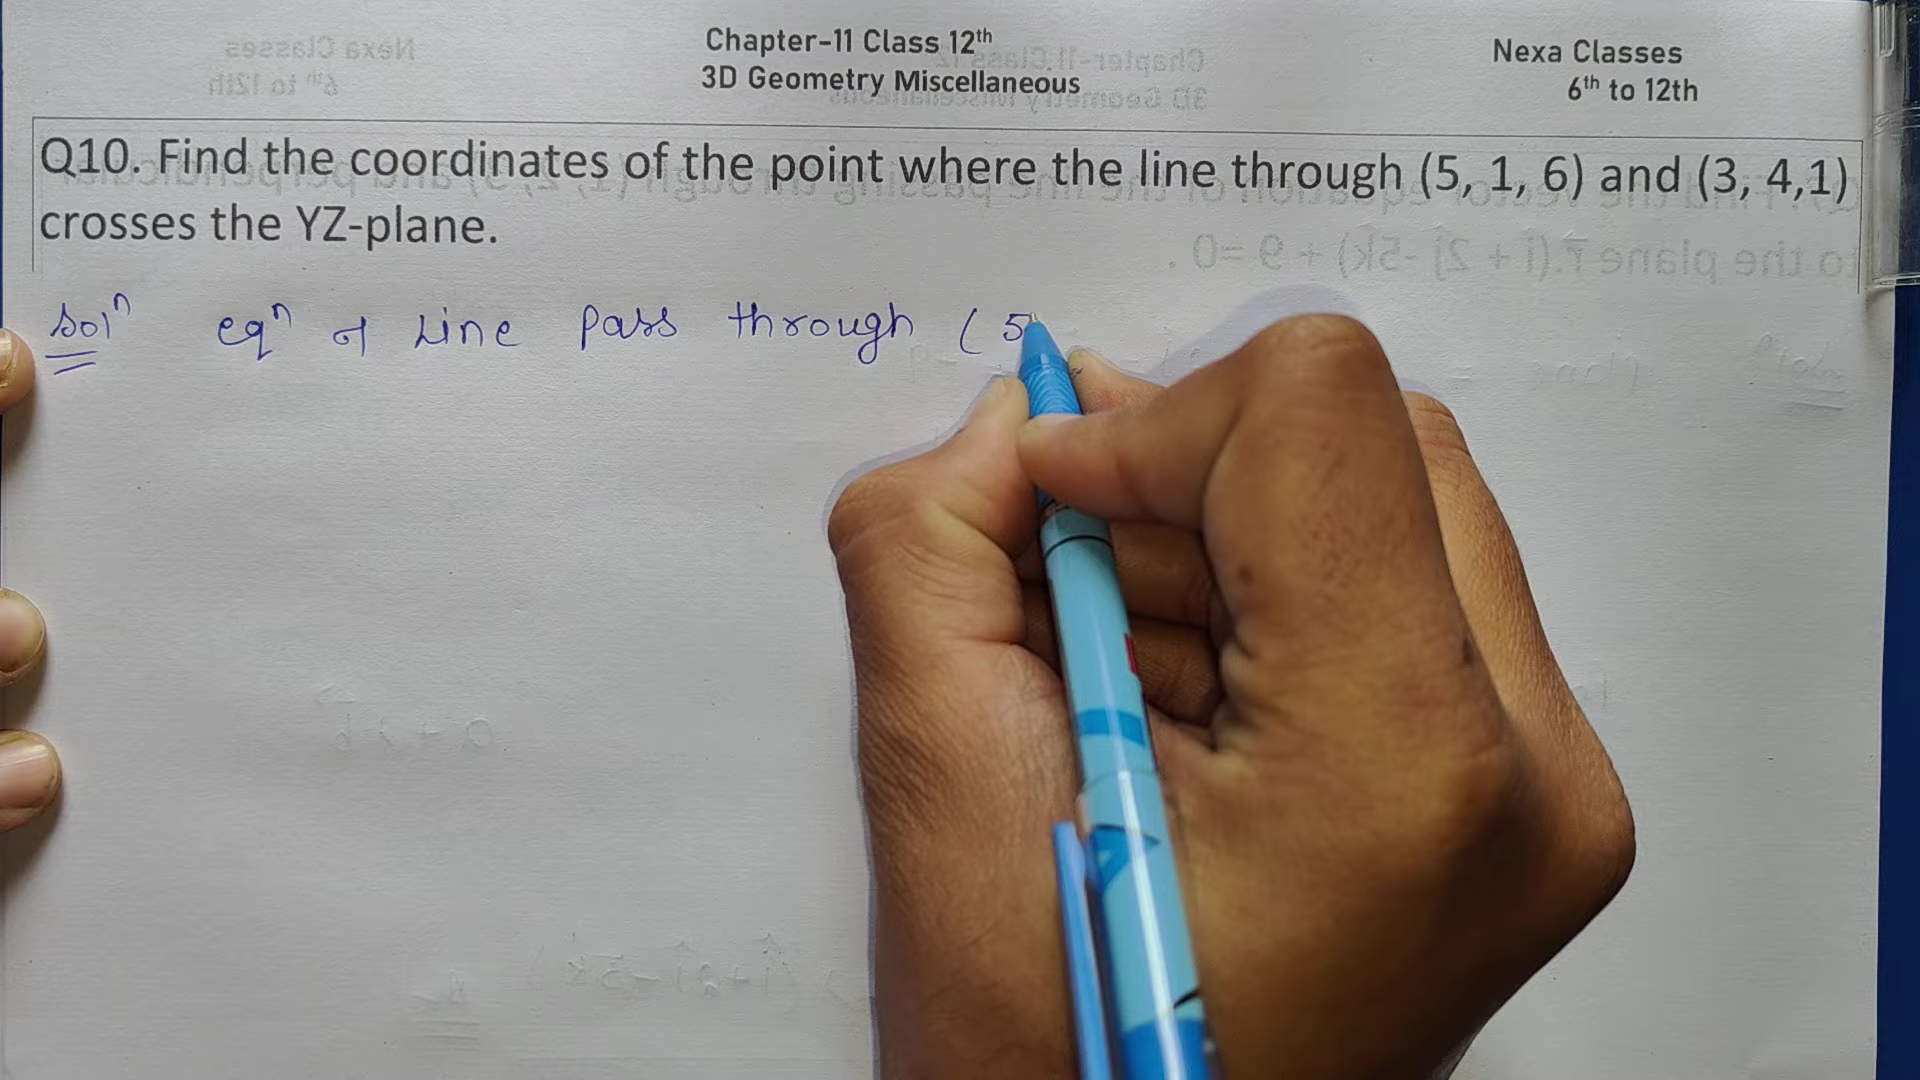 Chapter-11 Class 12th
3D Geometry Miscellaneous
Nexa Classes
6th to 12th
Q10. Find the coordinates of the point where the line through (5, 1, 6) and (3, 4,1)
crosses the YZ-plane.
Solⁿ eqⁿ of Line pass through (5